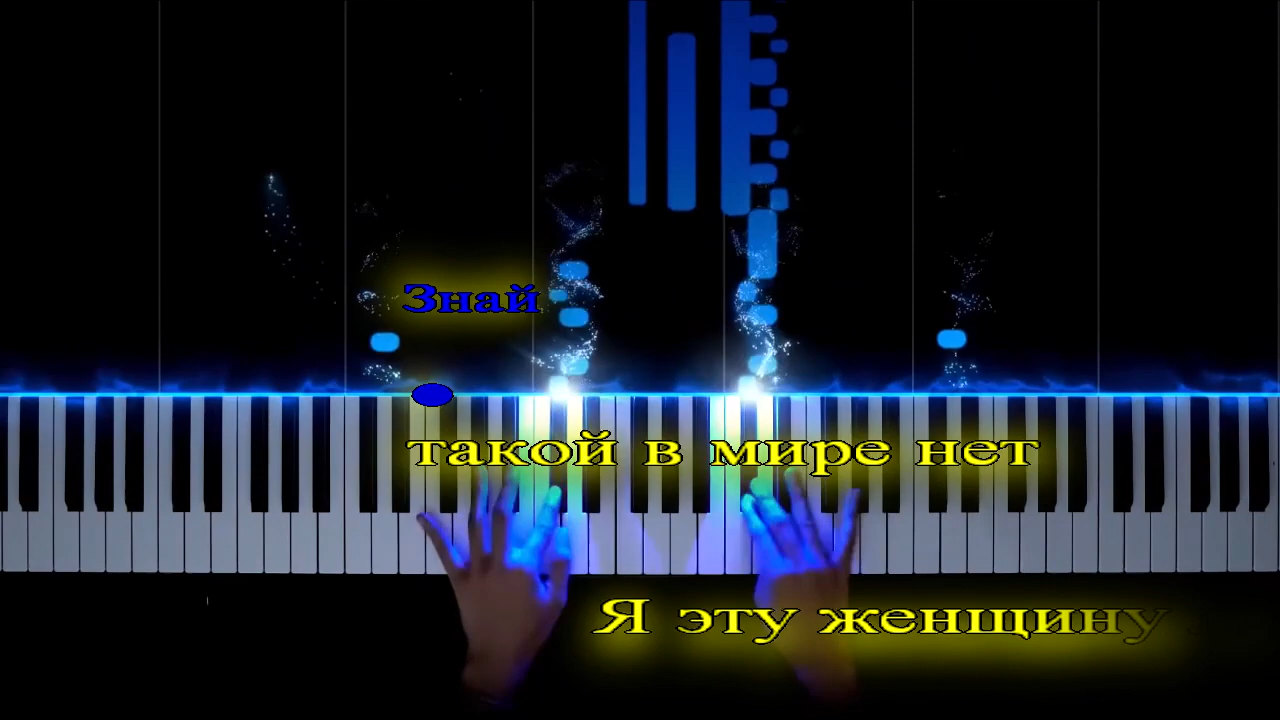 Знай
такой в мире нет
Я эту женщину